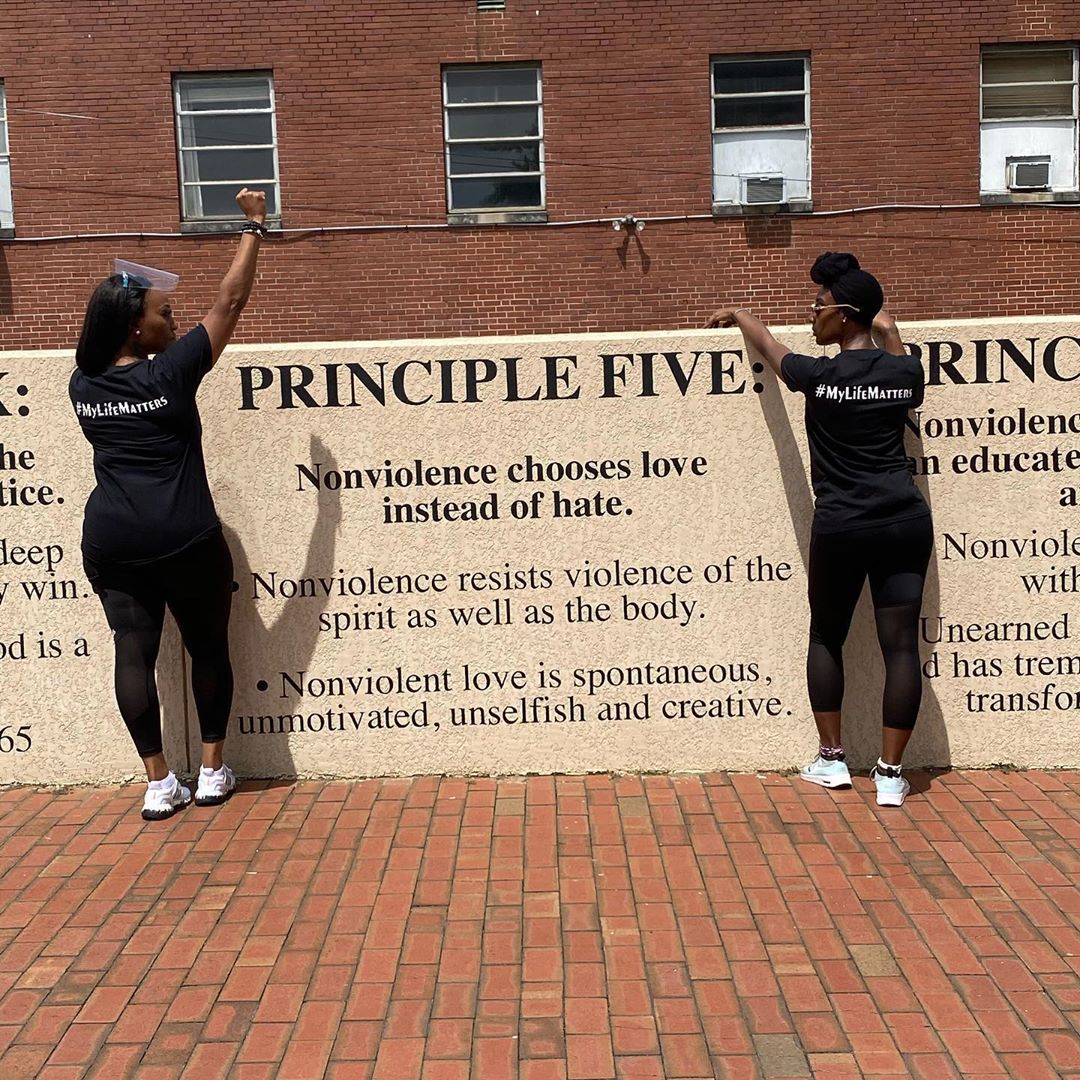 K:
he
tice.
deep
y win.
od is a
65
#MyLifeMatters
PRINCIPLE FIVE:
Nonviolence chooses love
instead of hate.
• Nonviolence resists violence of the
spirit as well as the body.
• Nonviolent love is spontaneous,
unmotivated, unselfish and creative.
#MyLifeMatters
PRINC
Nonviolenc
an educate
a
Nonviole
with
Unearned
d has trem
transfor